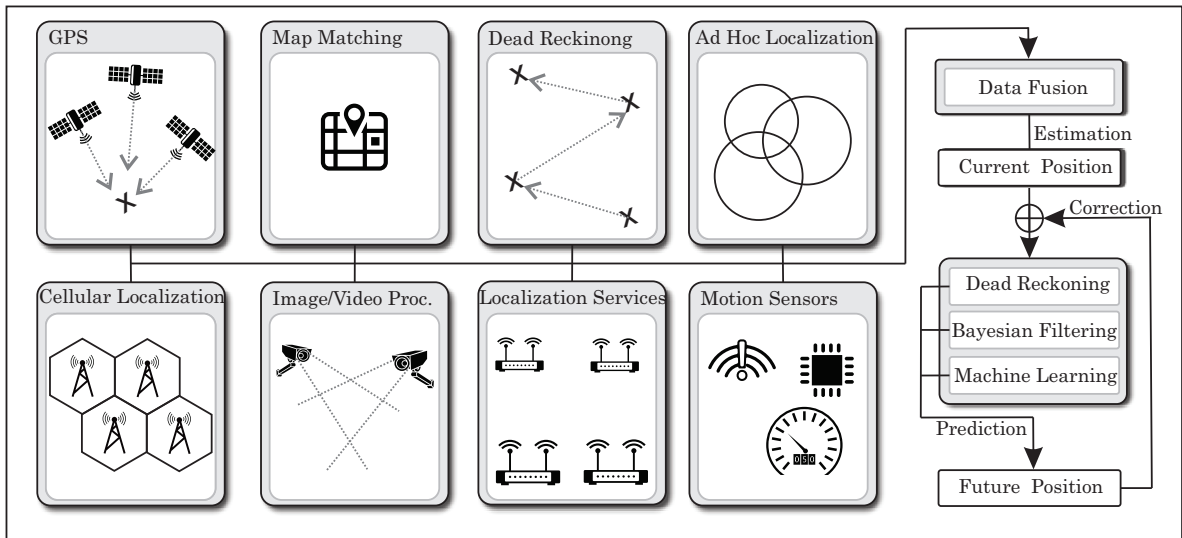 GPS
Map Matching
Dead Reckinong
Ad Hoc Localization
Cellular Localization
Image/Video Proc.
Localization Services
Motion Sensors
050
Data Fusion
Estimation
Current Position
Correction
Dead Reckoning
Bayesian Filtering
Machine Learning
Prediction
Future Position